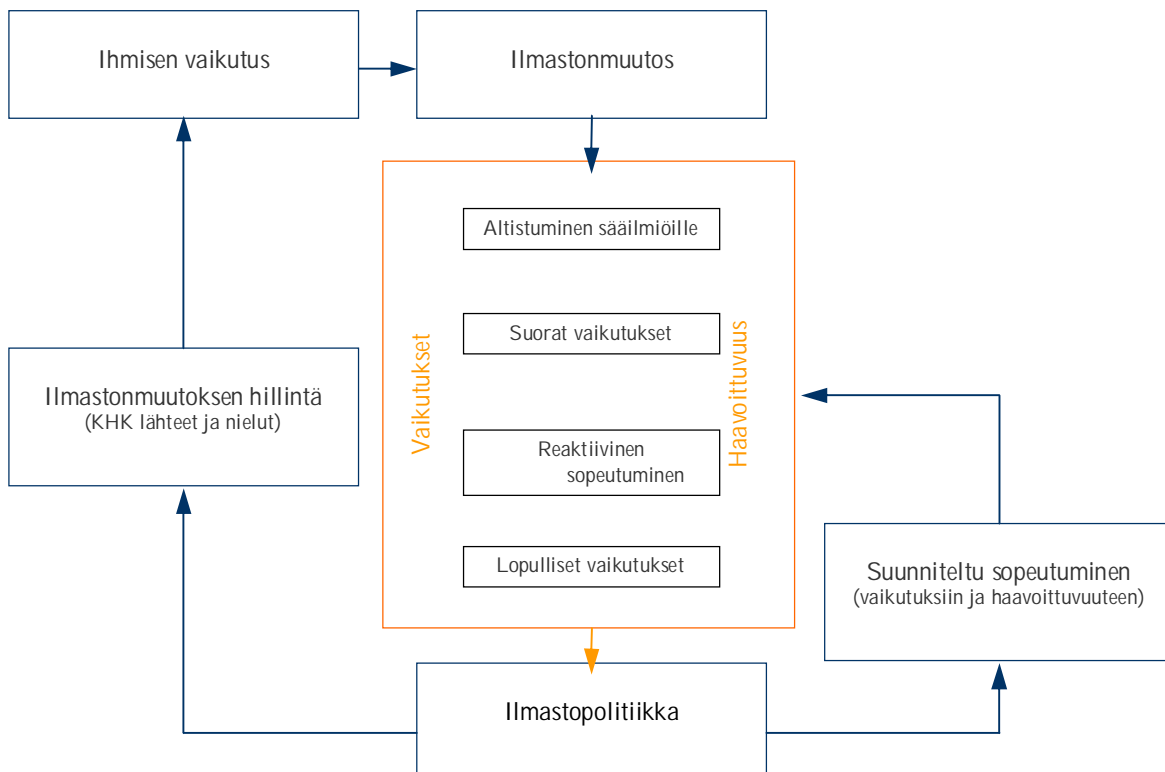 Ihmisen vaikutus
Ilmastonmuutos
Altistuminen sääilmiöille
Suorat vaikutukset
Vaikutukset
Haavoittuvuus
Ilmastonmuutoksen hillintä
(KHK lähteet ja nielut)
Reaktiivinen
sopeutuminen
Lopulliset vaikutukset
Suunniteltu sopeutuminen
(vaikutuksiin ja haavoittuvuuteen)
Ilmastopolitiikka